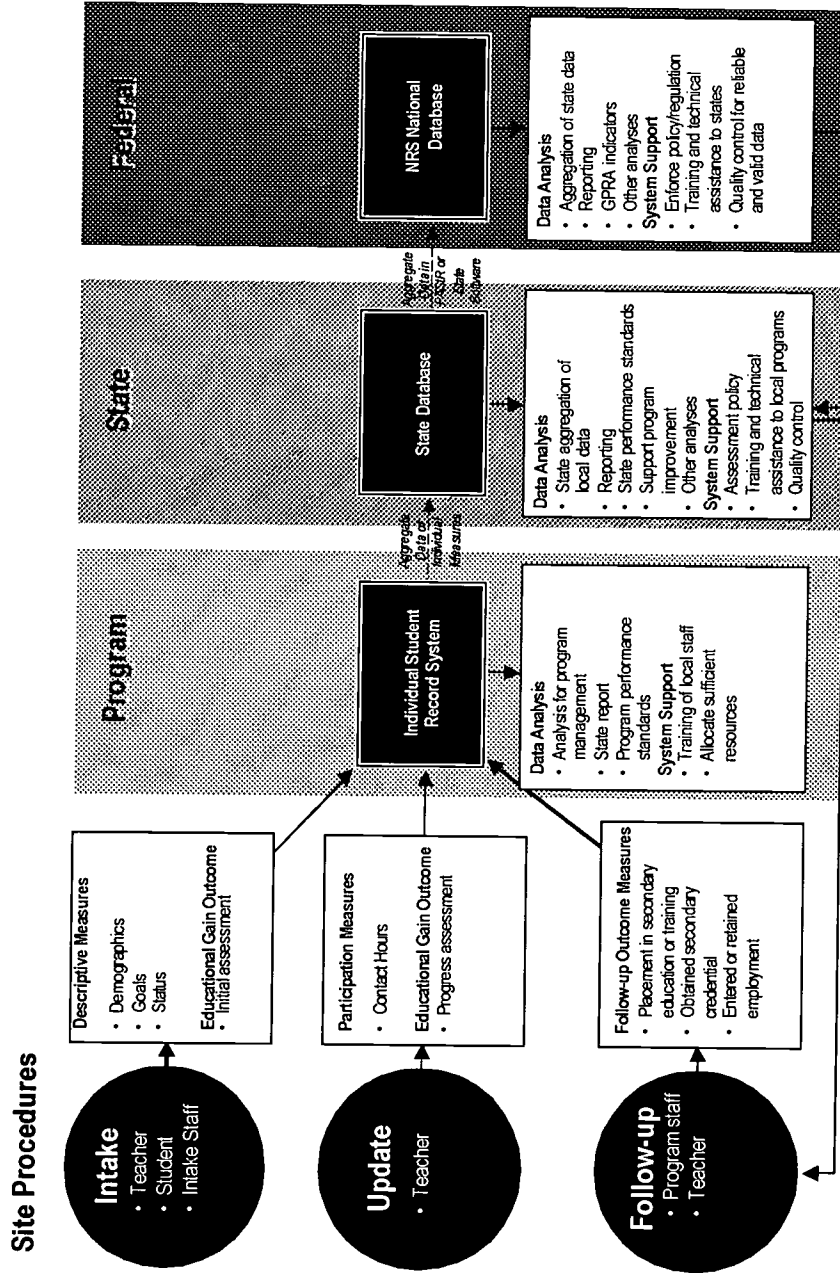 Site Procedures
Intake
• Teacher
• Student
• Intake Staff
Descriptive Measures
• Demographics
• Goals
• Status
Educational Gain Outcome
• Initial assessment
Update
• Teacher
Participation Measures
• Contact Hours
Educational Gain Outcome
• Progress assessment
Follow-up
• Program staff
• Teacher
Follow-up Outcome Measures
• Placement in secondary
education or training
• Obtained secondary
credential
• Entered or retained
employment
Program
Individual Student
Record System
Data Analysis
• Analysis for program
management
• State report
• Program performance
standards
System Support
• Training of local staff
• Allocate sufficient
resources
Aggregate
Data or
Individual
Measures
State
State Database
Data Analysis
• State aggregation of
local data
• Reporting
• State performance standards
• Support program
improvement
• Other analyses
System Support
• Assessment policy
• Training and technical
assistance to local programs
• Quality control
Aggregate
Data in
or
State
Software
Federal
NRS National
Database
Data Analysis
• Aggregation of state data
• Reporting
• GPRA indicators
• Other analyses
System Support
• Enforce policy/regulation
• Training and technical
assistance to states
• Quality control for reliable
and valid data